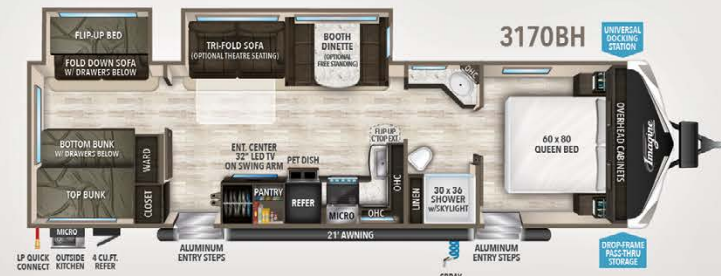 3170BH
UNIVERSAL
DOCKING
STATION
FLIP-UP BED
FOLD DOWN SOFA
W/ DRAWERS BELOW
TRI-FOLD SOFA
(OPTIONAL THEATRE SEATING)
BOOTH
DINETTE
(OPTIONAL
FREE STANDING)
OHC
BOTTOM BUNK
W/ DRAWERS BELOW
TOP BUNK
WARD
CLOSET
ENT. CENTER
32" LED TV
ON SWING ARM
PET DISH
FLIP-UP
C'TOP EXT.
PANTRY
REFER
MICRO
OHC
OHC
LINEN
30 x 36
SHOWER
w/SKYLIGHT
60 x 80
QUEEN BED
OVERHEAD CABINETS
Imagine
21' AWNING
LP QUICK
CONNECT
MICRO
OUTSIDE
KITCHEN
4 CU.FT.
REFER
ALUMINUM
ENTRY STEPS
ALUMINUM
ENTRY STEPS
DROP-FRAME
PASS-THRU
STORAGE